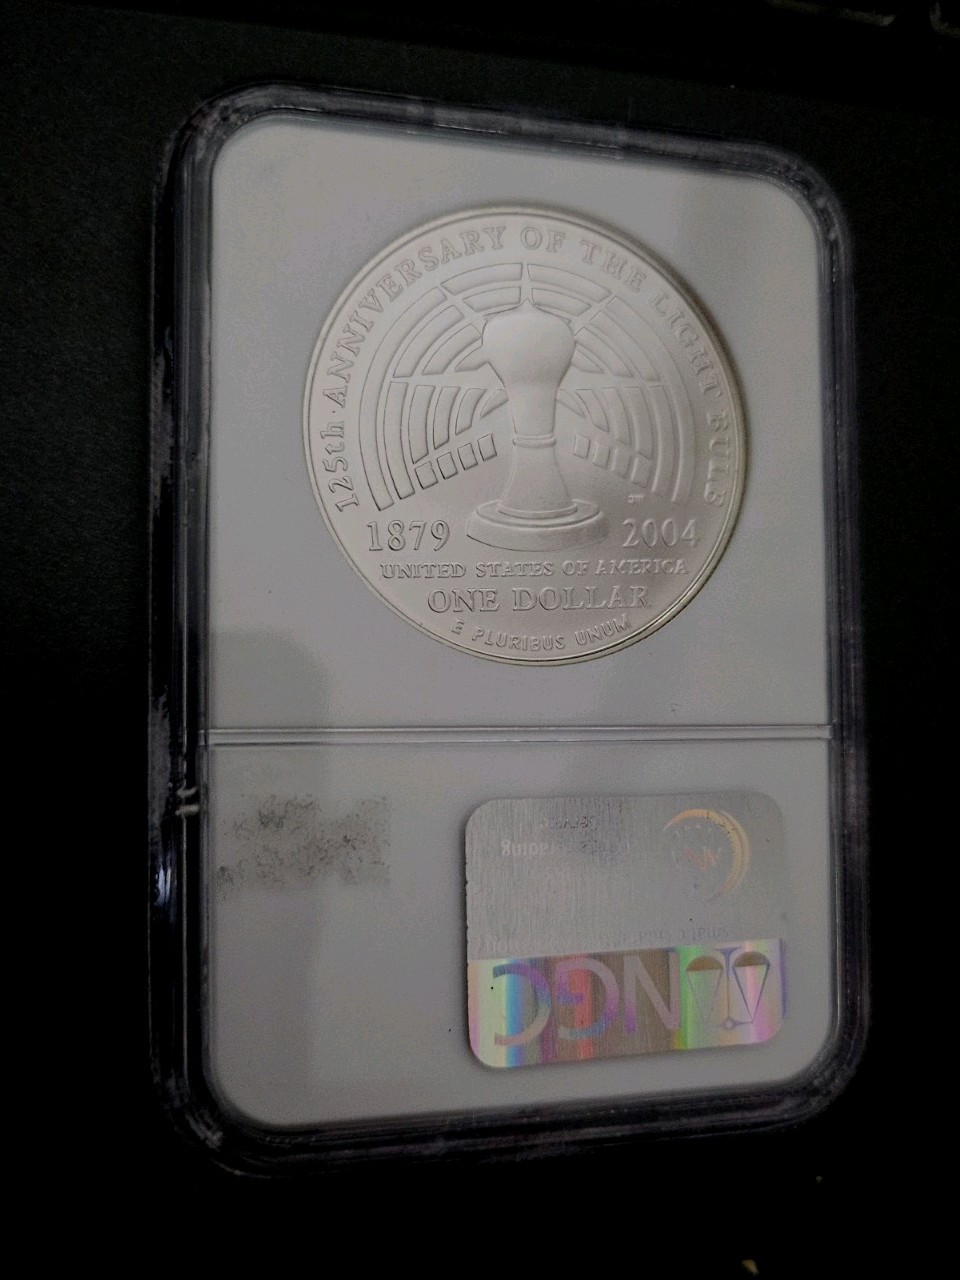 125th ANNIVERSARY OF THE LIGHT BULB
1879 2004
UNITED STATES OF AMERICA
ONE DOLLAR
E PLURIBUS UNUM
NGC